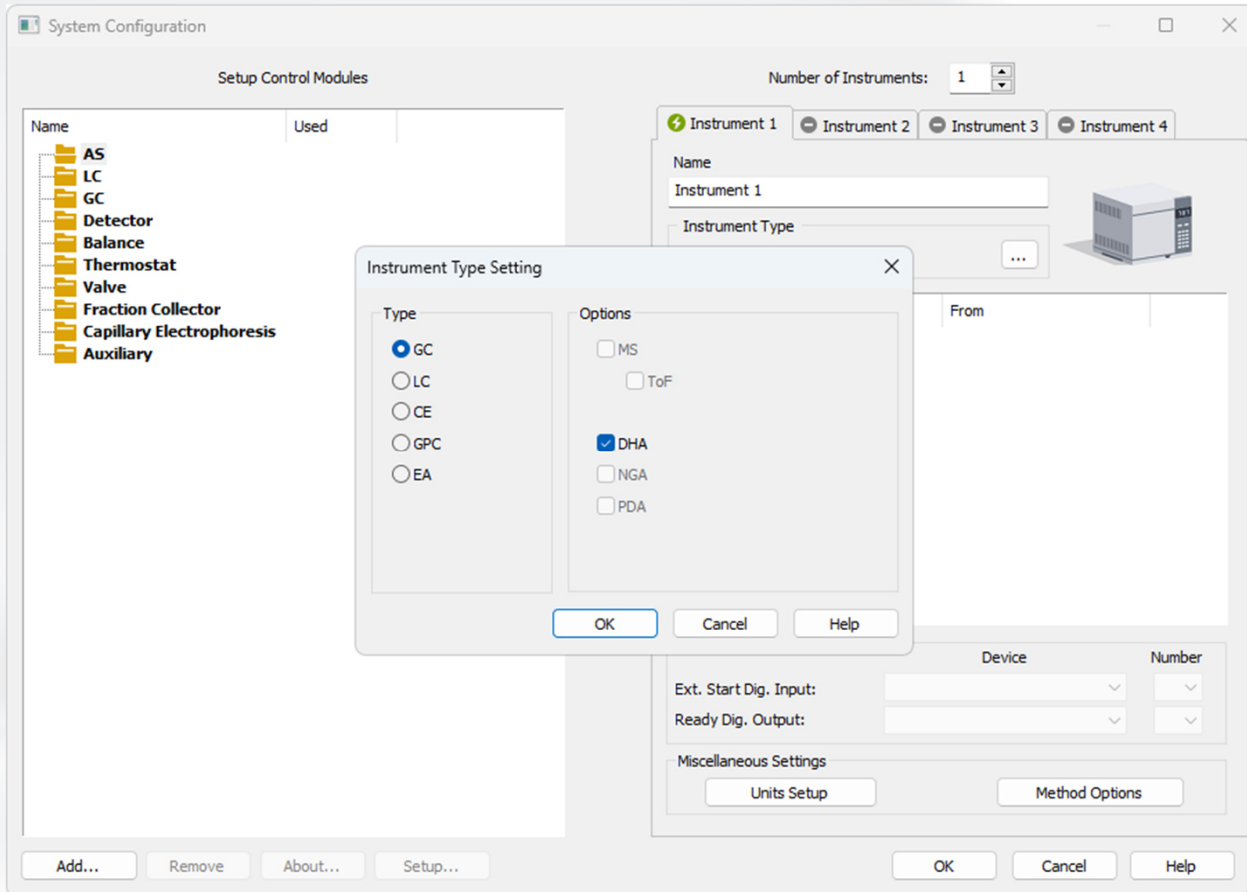 System Configuration
Setup Control Modules
Number of Instruments: 1
Name Used
AS
LC
GC
Detector
Balance
Thermostat
Valve
Fraction Collector
Capillary Electrophoresis
Auxiliary
Instrument 1 Instrument 2 Instrument 3 Instrument 4
Name
Instrument 1
Instrument Type
...
From
Instrument Type Setting
Type
GC
LC
CE
GPC
EA
Options
MS
ToF
DHA
NGA
PDA
OK Cancel Help
Device Number
Ext. Start Dig. Input:
Ready Dig. Output:
Miscellaneous Settings
Units Setup Method Options
Add... Remove About... Setup... OK Cancel Help